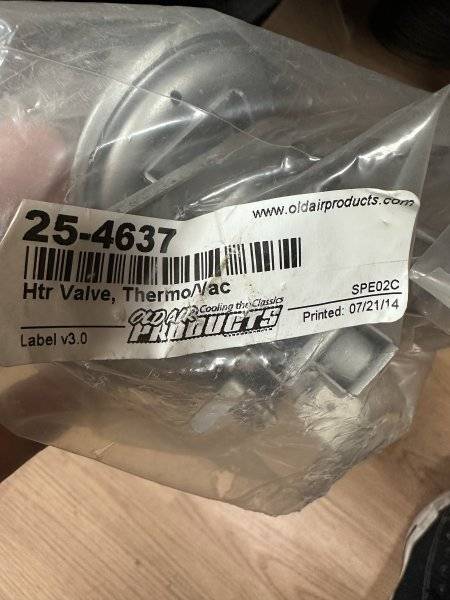 www.oldairproducts.com
25-4637
Htr Valve, Thermo/Vac
SPE02C
Cooling the Classics
OLD AIR
PRODUCTS
Label v3.0
Printed: 07/21/14